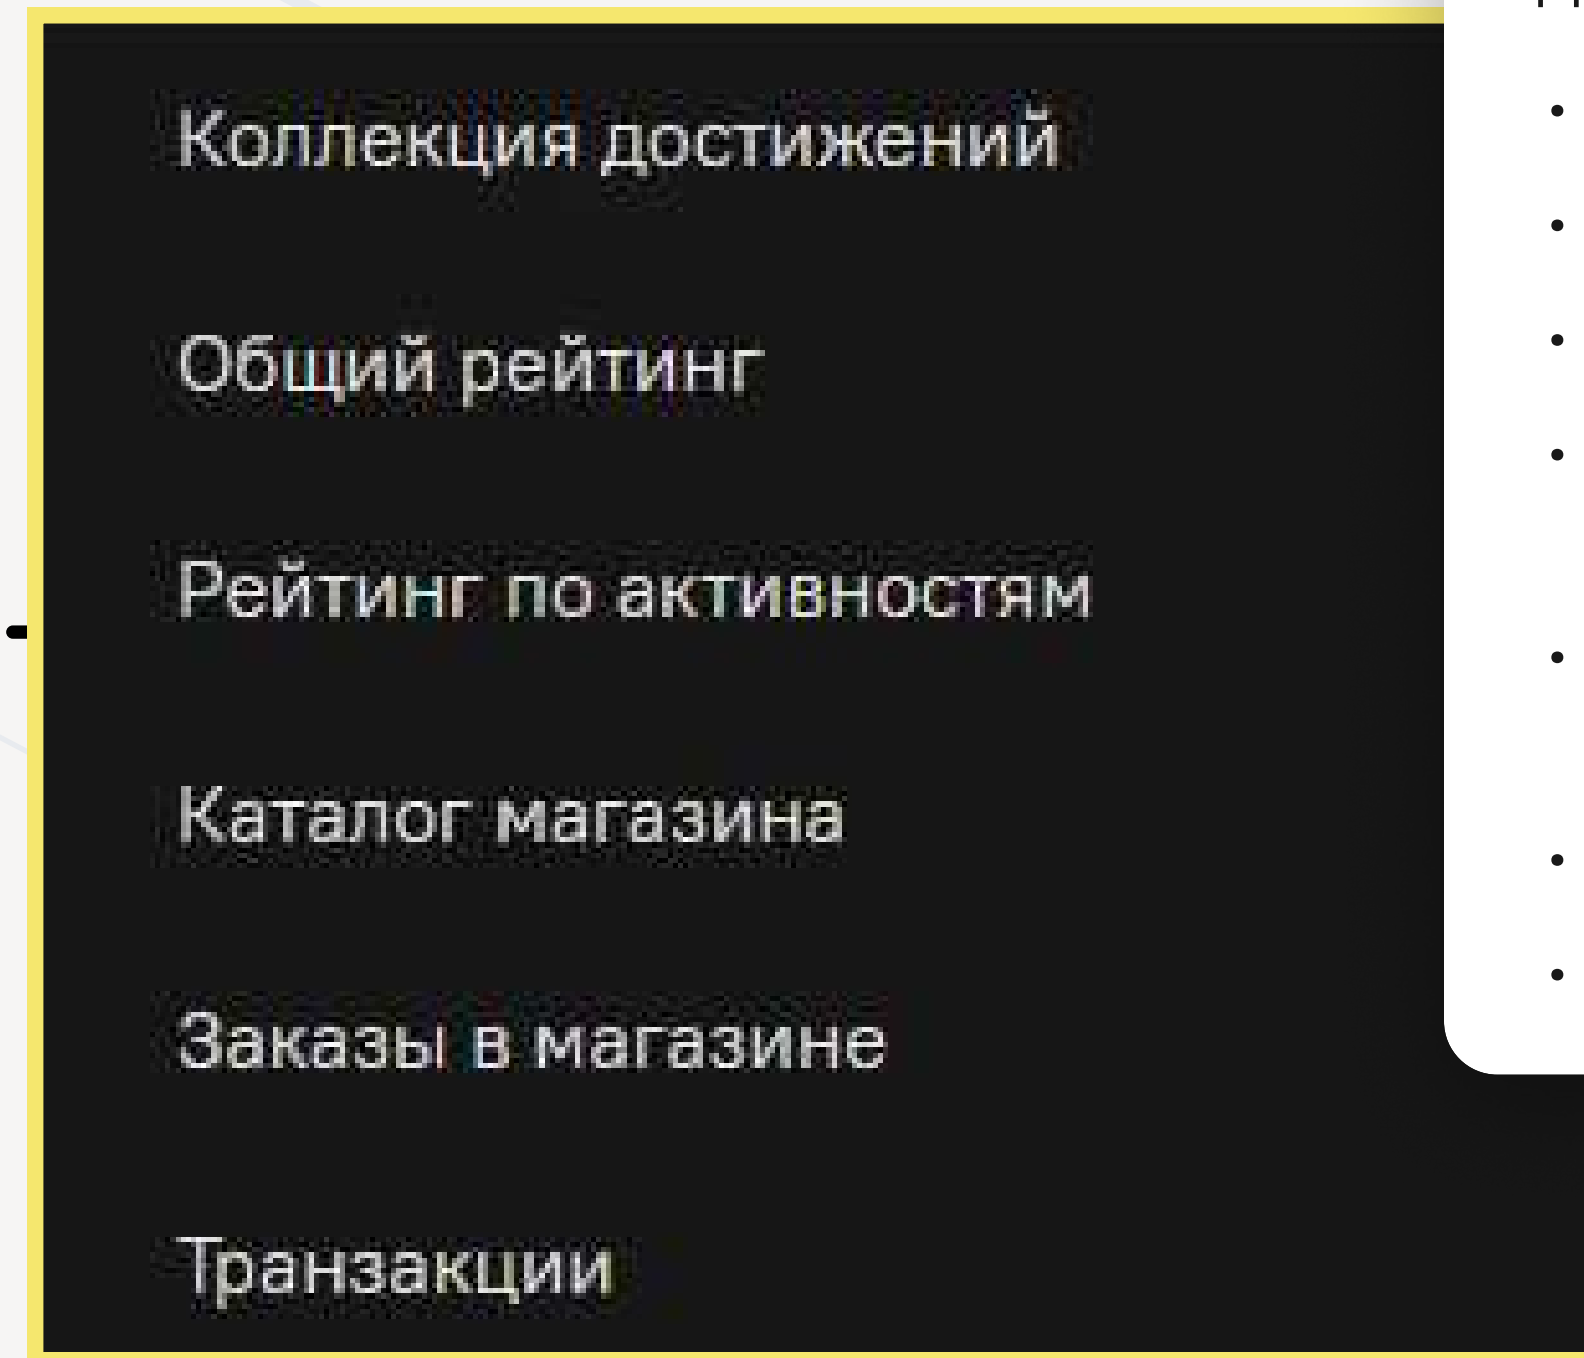 Коллекция достижений
Общий рейтинг
Рейтинг по активностям
Каталог магазина
Заказы в магазине
Транзакции